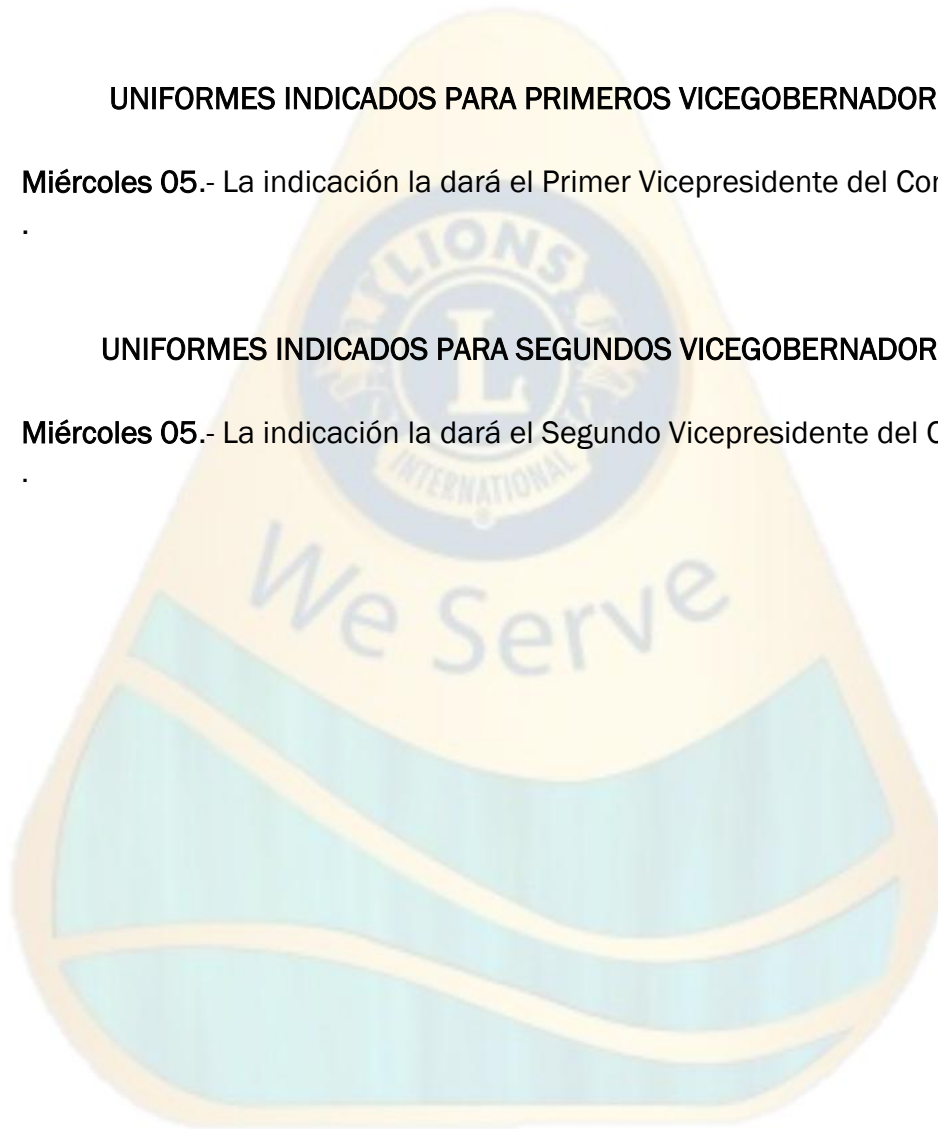 UNIFORMES INDICADOS PARA PRIMEROS VICEGOBERNADOR
Miércoles 05.- La indicación la dará el Primer Vicepresidente del Con
.
LIONS
L
INTERNATIONAL
UNIFORMES INDICADOS PARA SEGUNDOS VICEGOBERNADOR
Miércoles 05.- La indicación la dará el Segundo Vicepresidente del C
.
We Serve